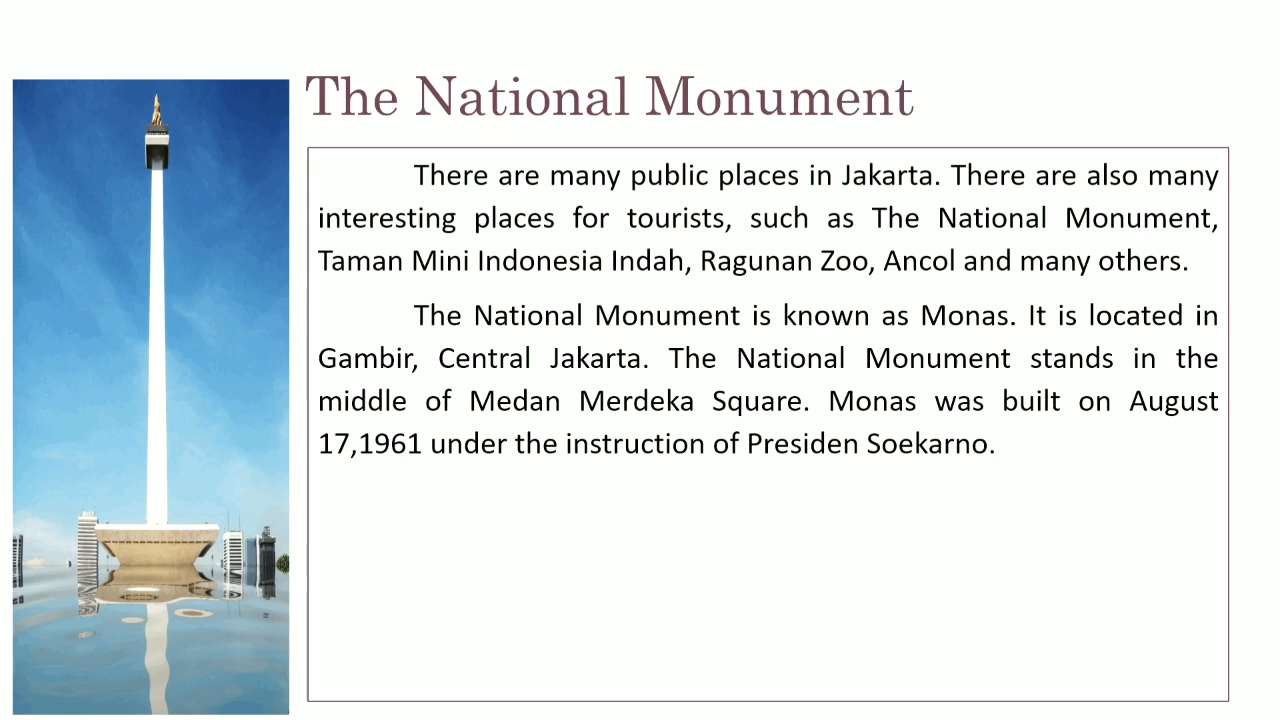 The National Monument
There are many public places in Jakarta. There are also many
interesting places for tourists, such as The National Monument,
Taman Mini Indonesia Indah, Ragunan Zoo, Ancol and many others.
The National Monument is known as Monas. It is located in
Gambir, Central Jakarta. The National Monument stands in the
middle of Medan Merdeka Square. Monas was built on August
17,1961 under the instruction of Presiden Soekarno.